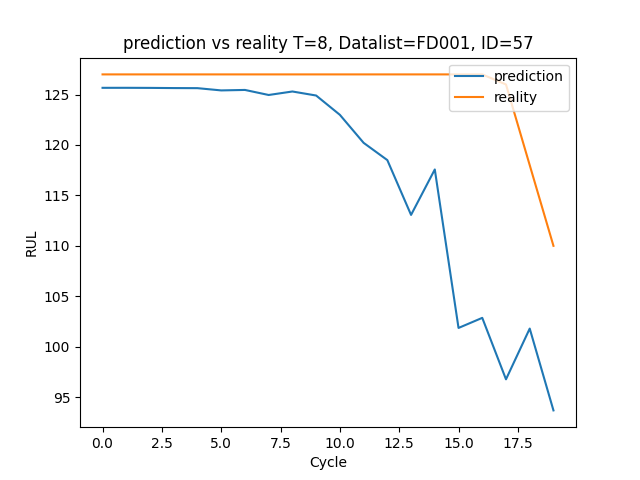 prediction vs reality T=8, Datalist=FD001, ID=57
prediction
reality
RUL
125
120
115
110
105
100
95
0.0 2.5 5.0 7.5 10.0 12.5 15.0 17.5
Cycle